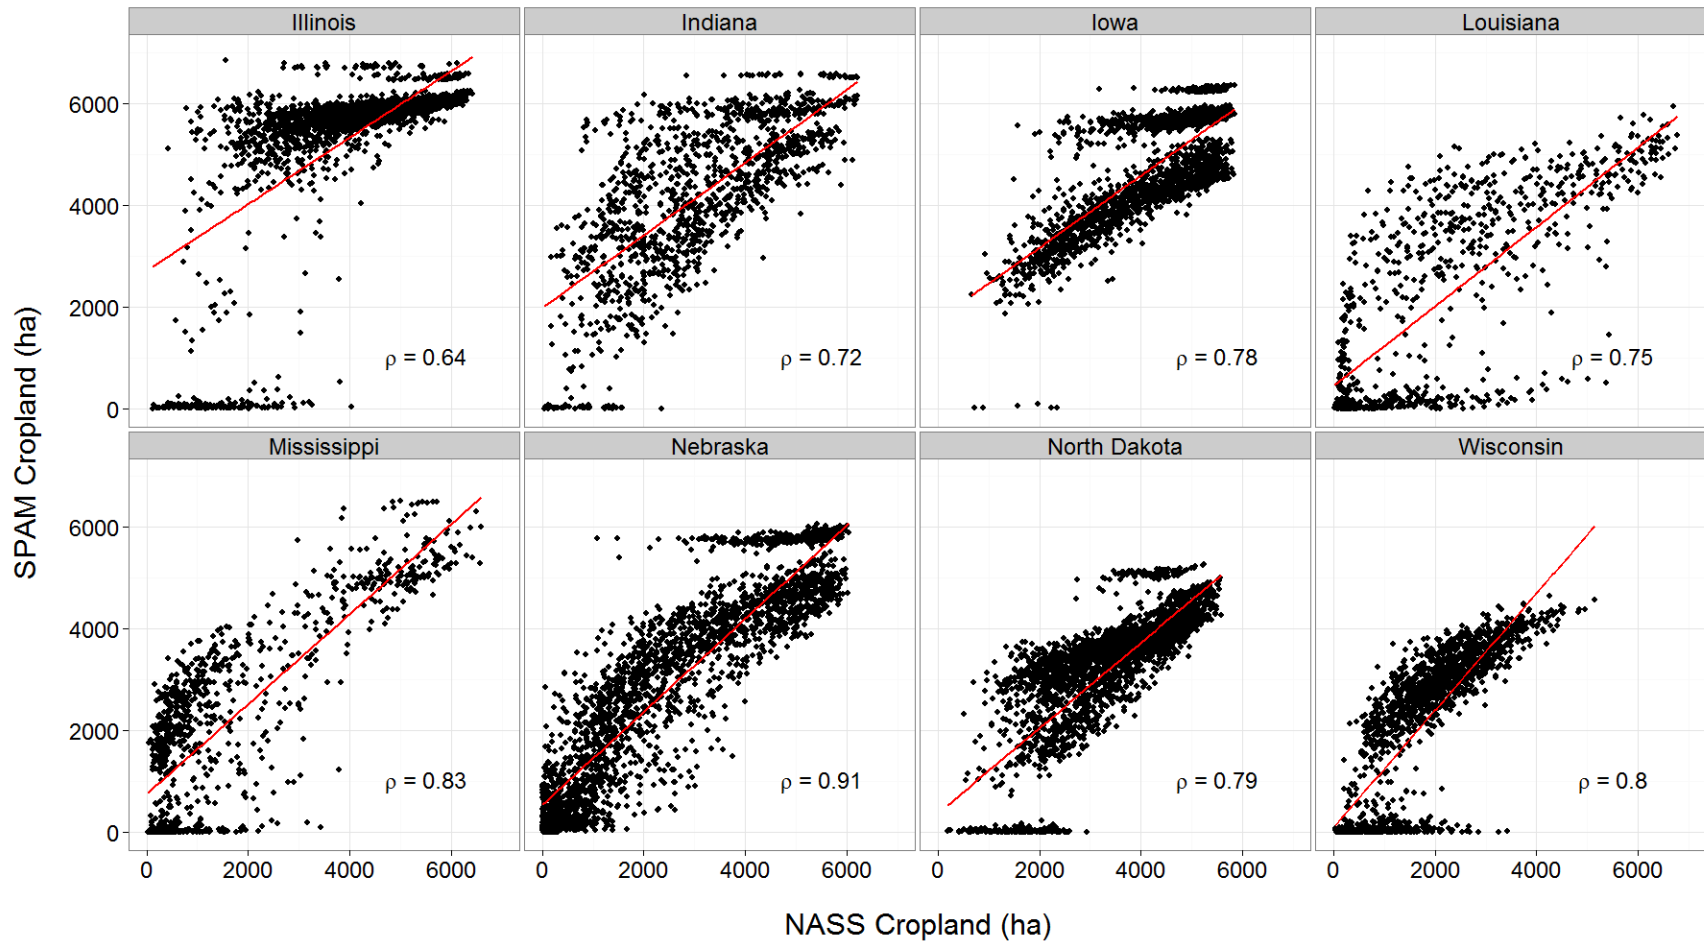 Illinois Indiana Iowa Louisiana
6000
4000
2000
0
ρ = 0.64 ρ = 0.72 ρ = 0.78 ρ = 0.75
SPAM Cropland (ha)
Mississippi Nebraska North Dakota Wisconsin
6000
4000
2000
0
ρ = 0.83 ρ = 0.91 ρ = 0.79 ρ = 0.8
0 2000 4000 6000 0 2000 4000 6000 0 2000 4000 6000 0 2000 4000 6000
NASS Cropland (ha)